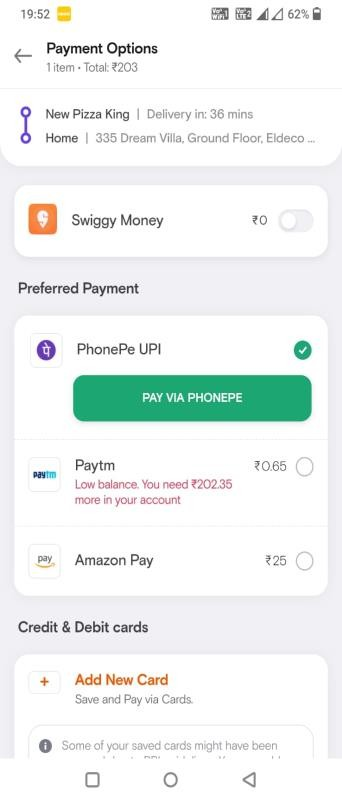 19:52
62%
Payment Options
1 item • Total: ₹203
New Pizza King | Delivery in: 36 mins
Home | 335 Dream Villa, Ground Floor, Eldeco ...
Swiggy Money ₹0
Preferred Payment
पे PhonePe UPI
PAY VIA PHONEPE
paytm Paytm ₹0.65
Low balance. You need ₹202.35
more in your account
pay Amazon Pay ₹25
Credit & Debit cards
+ Add New Card
Save and Pay via Cards.
Some of your saved cards might have been